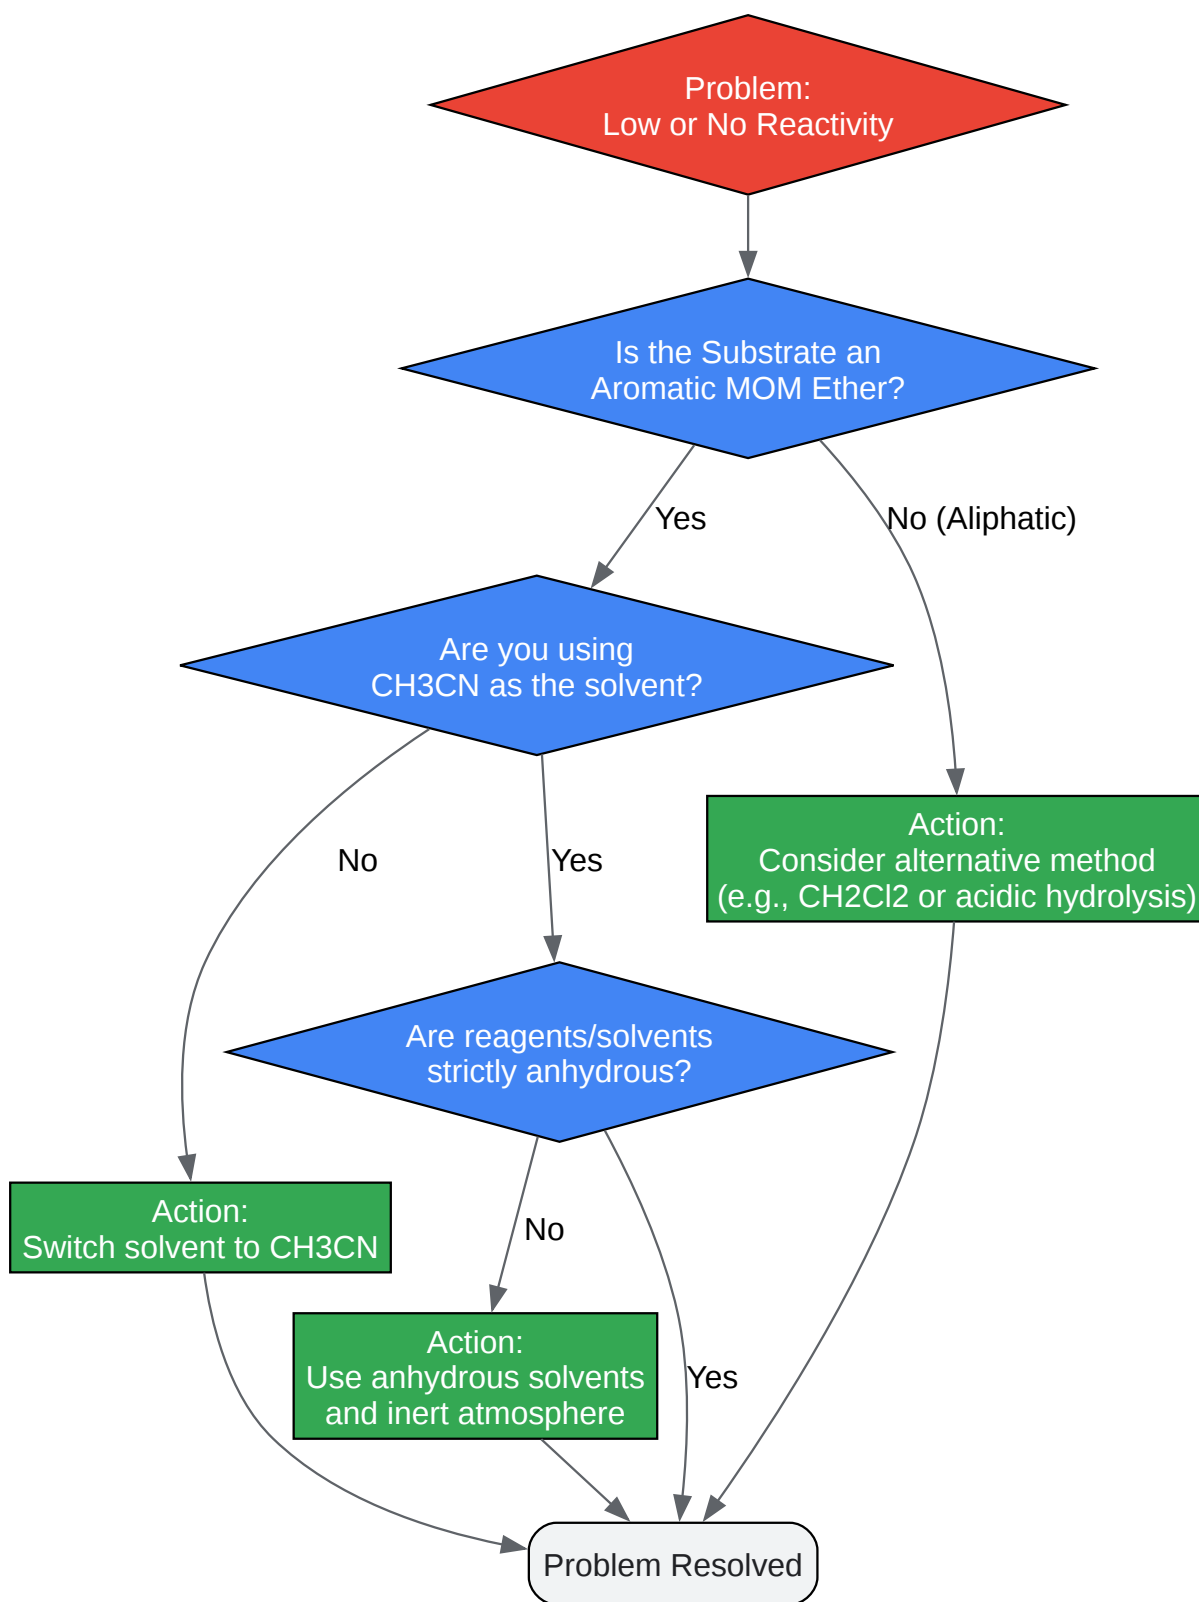 Problem:
Low or No Reactivity
Is the Substrate an
Aromatic MOM Ether?
Yes
No (Aliphatic)
Are you using
CH3CN as the solvent?
Action:
Consider alternative method
(e.g., CH2Cl2 or acidic hydrolysis)
No
Yes
Are reagents/solvents
strictly anhydrous?
Action:
Switch solvent to CH3CN
No
Action:
Use anhydrous solvents
and inert atmosphere
Yes
Problem Resolved